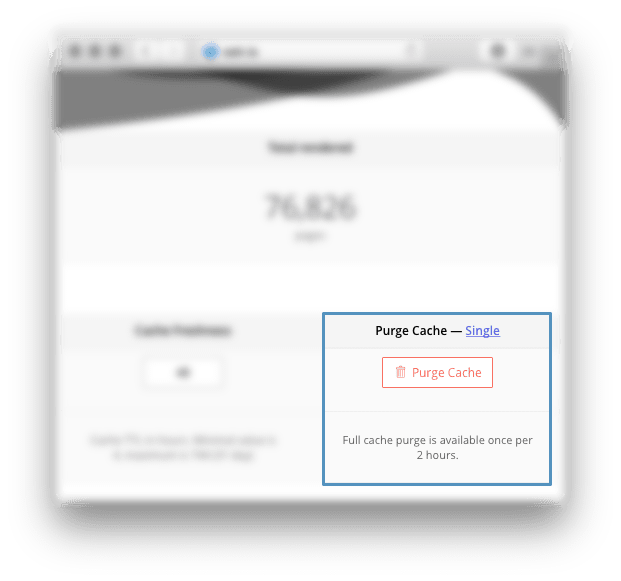 Total rendered
76,826
pages
Cache Freshness
Purge Cache — Single
Purge Cache
Full cache purge is available once per
2 hours.